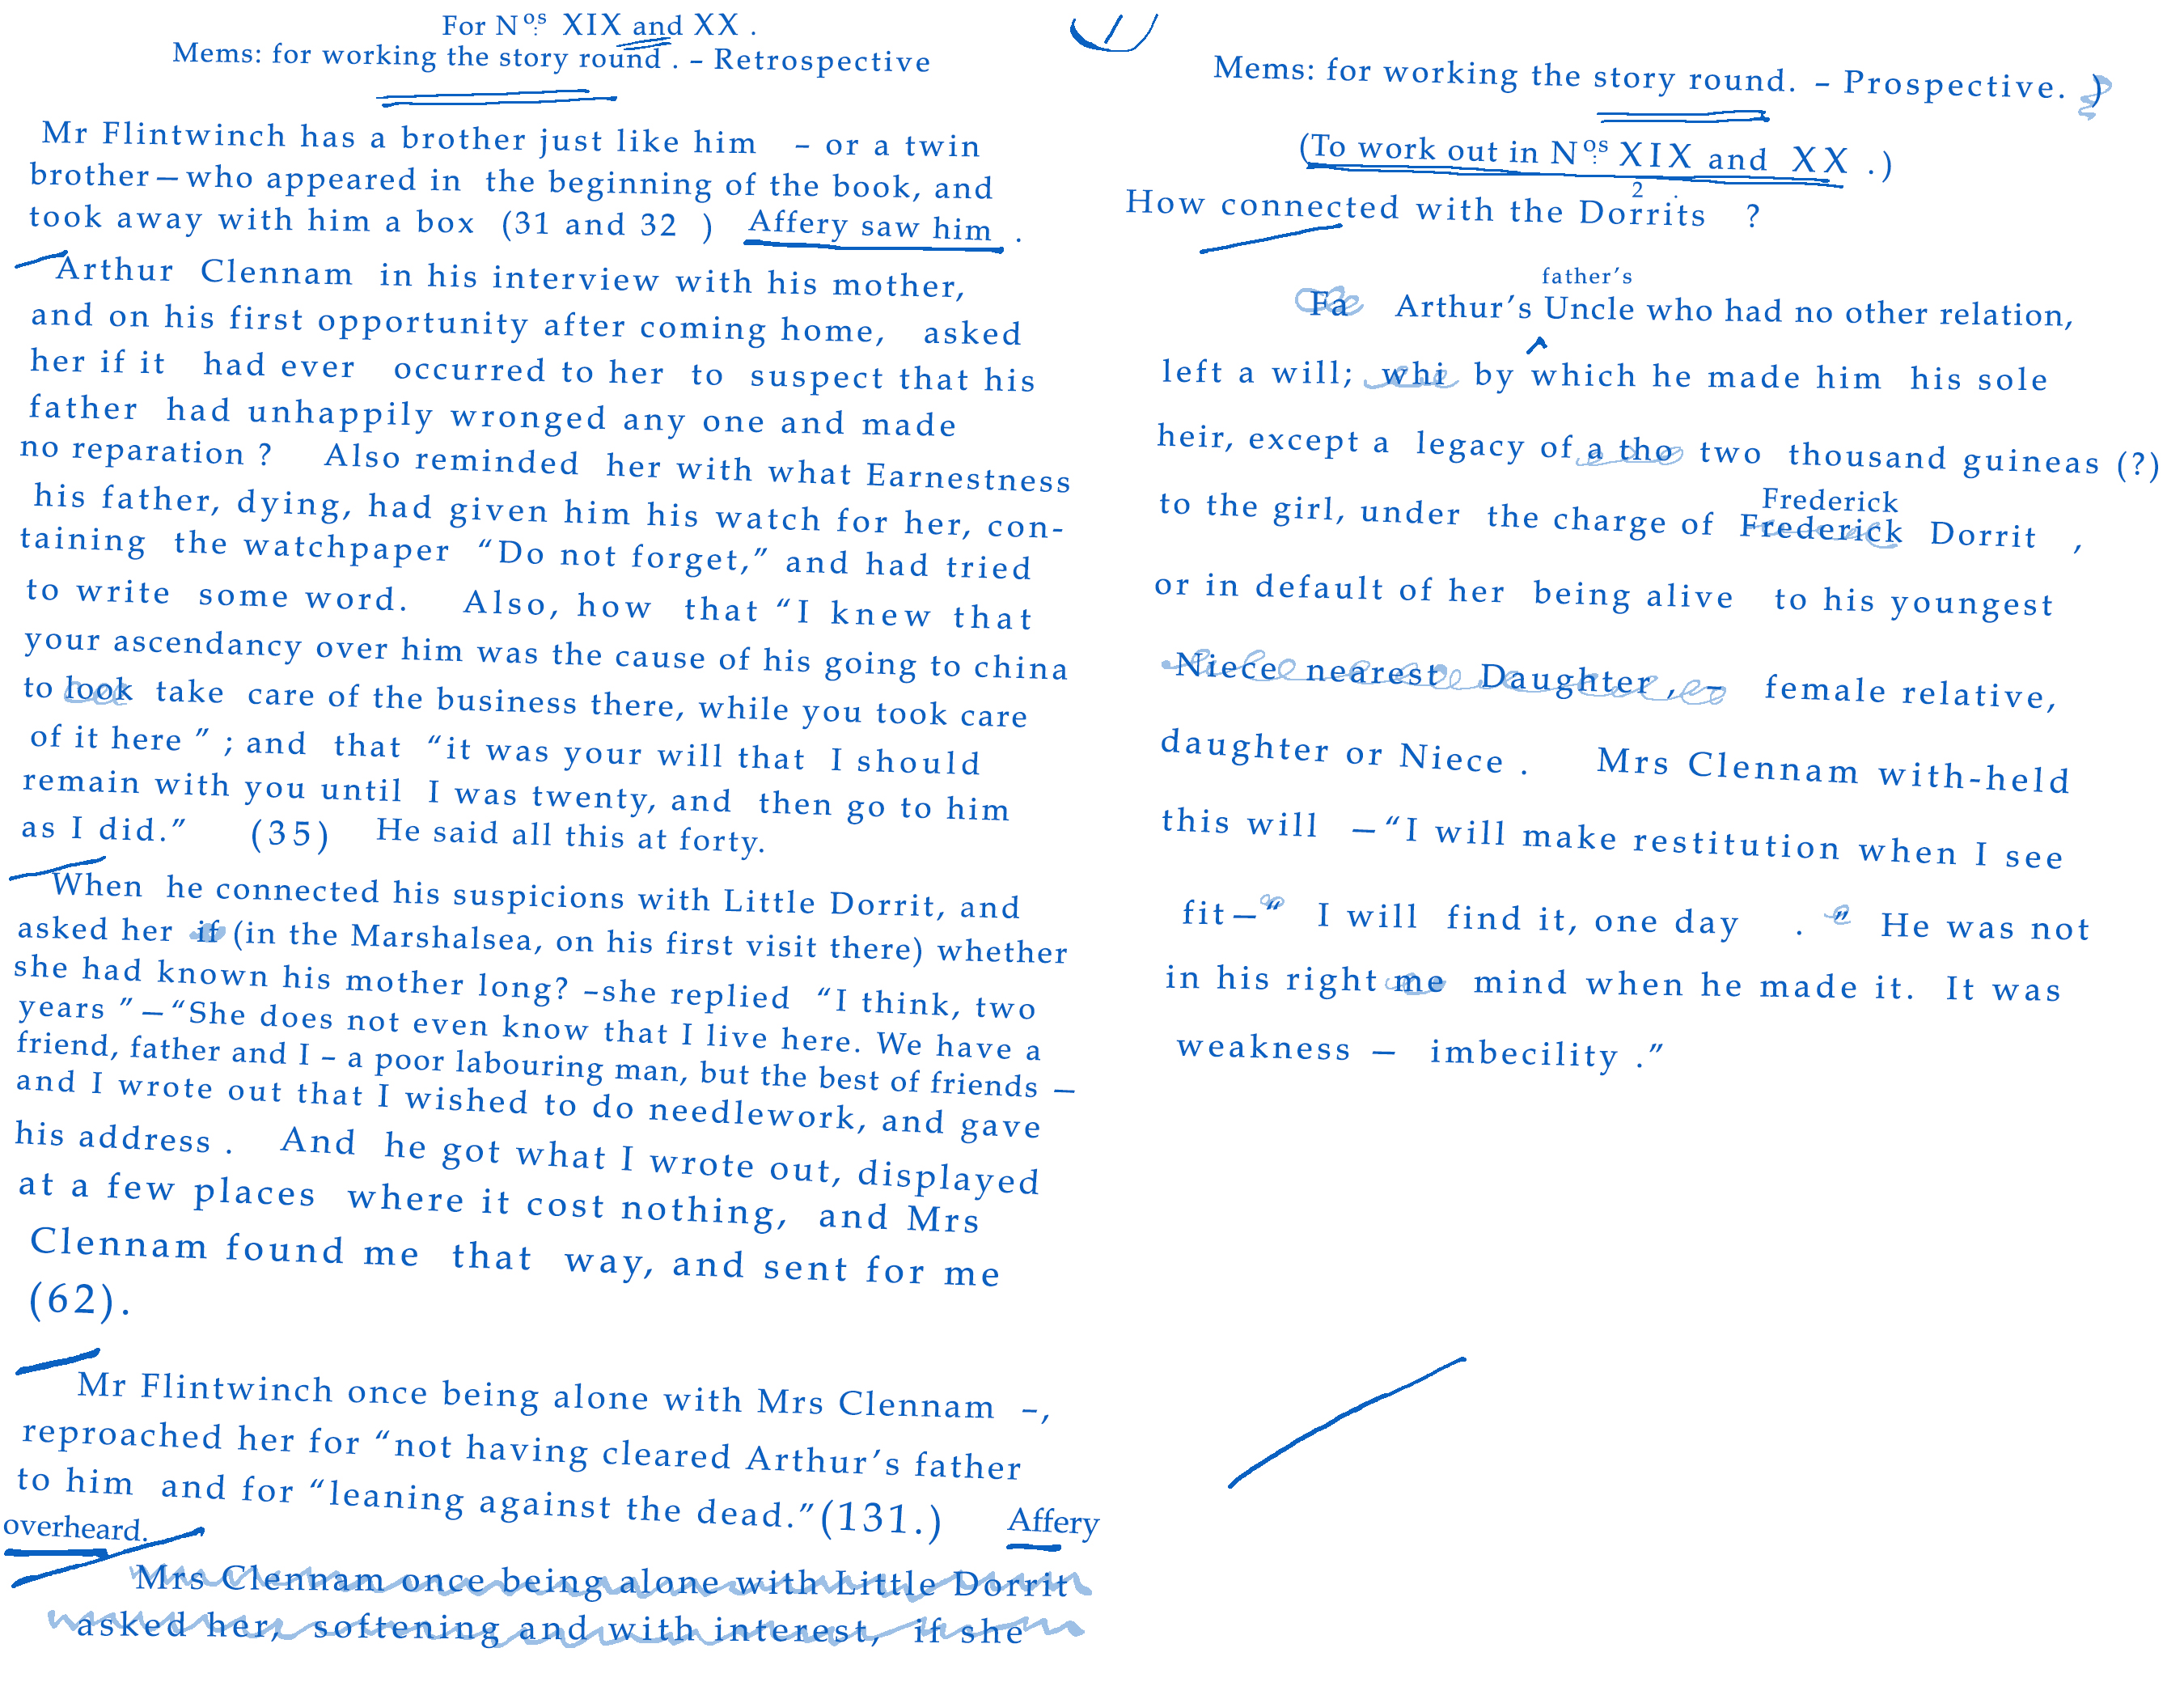 For Nos XIX and XX .
Mems: for working the story round . – Retrospective
Mr Flintwinch has a brother just like him – or a twin
brother – who appeared in the beginning of the book, and
took away with him a box (31 and 32 ) Affery saw him .
Arthur Clennam in his interview with his mother,
and on his first opportunity after coming home, asked
her if it had ever occurred to her to suspect that his
father had unhappily wronged any one and made
no reparation ? Also reminded her with what Earnestness
his father, dying, had given him his watch for her, con-
taining the watchpaper “Do not forget,” and had tried
to write some word. Also, how that “I knew that
your ascendancy over him was the cause of his going to china
to look take care of the business there, while you took care
of it here ” ; and that “it was your will that I should
remain with you until I was twenty, and then go to him
as I did.” (35) He said all this at forty.
When he connected his suspicions with Little Dorrit, and
asked her if (in the Marshalsea, on his first visit there) whether
she had known his mother long? –she replied “I think, two
years ” – “She does not even know that I live here. We have a
friend, father and I – a poor labouring man, but the best of friends –
and I wrote out that I wished to do needlework, and gave
his address . And he got what I wrote out, displayed
at a few places where it cost nothing, and Mrs
Clennam found me that way, and sent for me
(62).
Mr Flintwinch once being alone with Mrs Clennam –,
reproached her for “not having cleared Arthur’s father
to him and for “leaning against the dead.”(131.) Affery
overheard.
Mrs Clennam once being alone with Little Dorrit
asked her, softening and with interest, if she
1
Mems: for working the story round. – Prospective. )
(To work out in Nos XIX and XX .)
2
How connected with the Dorrits ?
father’s
Fa Arthur’s Uncle who had no other relation,
left a will; whi by which he made him his sole
heir, except a legacy of a tho two thousand guineas (?)
Frederick
to the girl, under the charge of Frederick Dorrit ,
or in default of her being alive to his youngest
Niece nearest Daughter , – female relative,
daughter or Niece . Mrs Clennam with-held
this will –“I will make restitution when I see
fit – “ I will find it, one day . ” He was not
in his right me mind when he made it. It was
weakness – imbecility .”